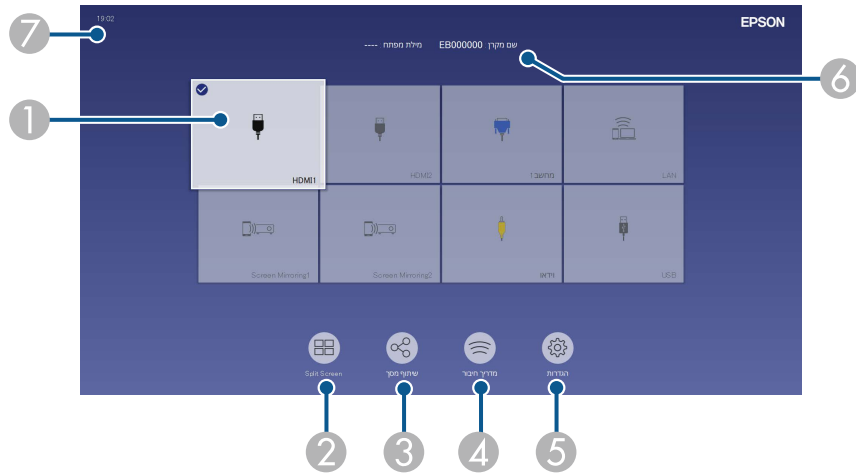 19:02
EPSON
שם מקרן EB000000 מילת מפתח ----
HDMI1
HDMI2
מחשב1
LAN
Screen Mirroring1
Screen Mirroring2
וידאו
USB
Split Screen
שיתוף מסך
מדריך חיבור
הגדרות
1
2
3
4
5
6
7